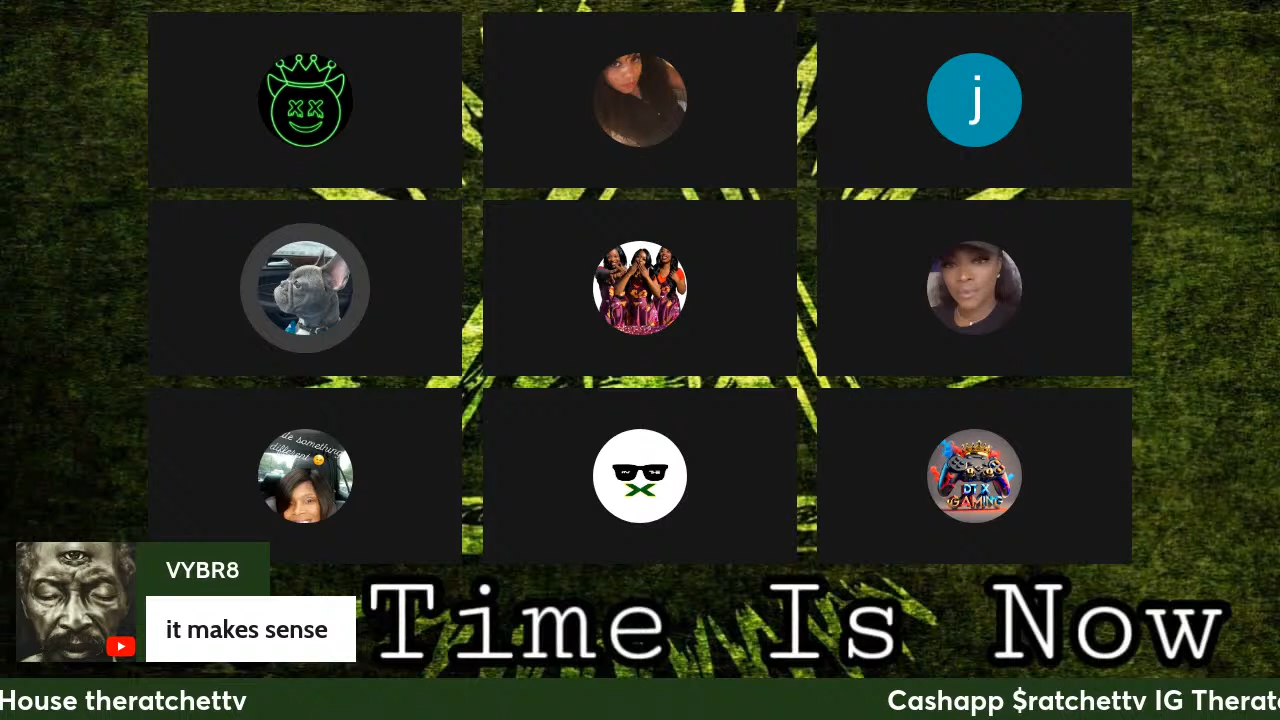 j
DTX
GAMING
VYBR8
it makes sense
Time Is Now
House theratchettv
Cashapp $ratchettv IG Therat